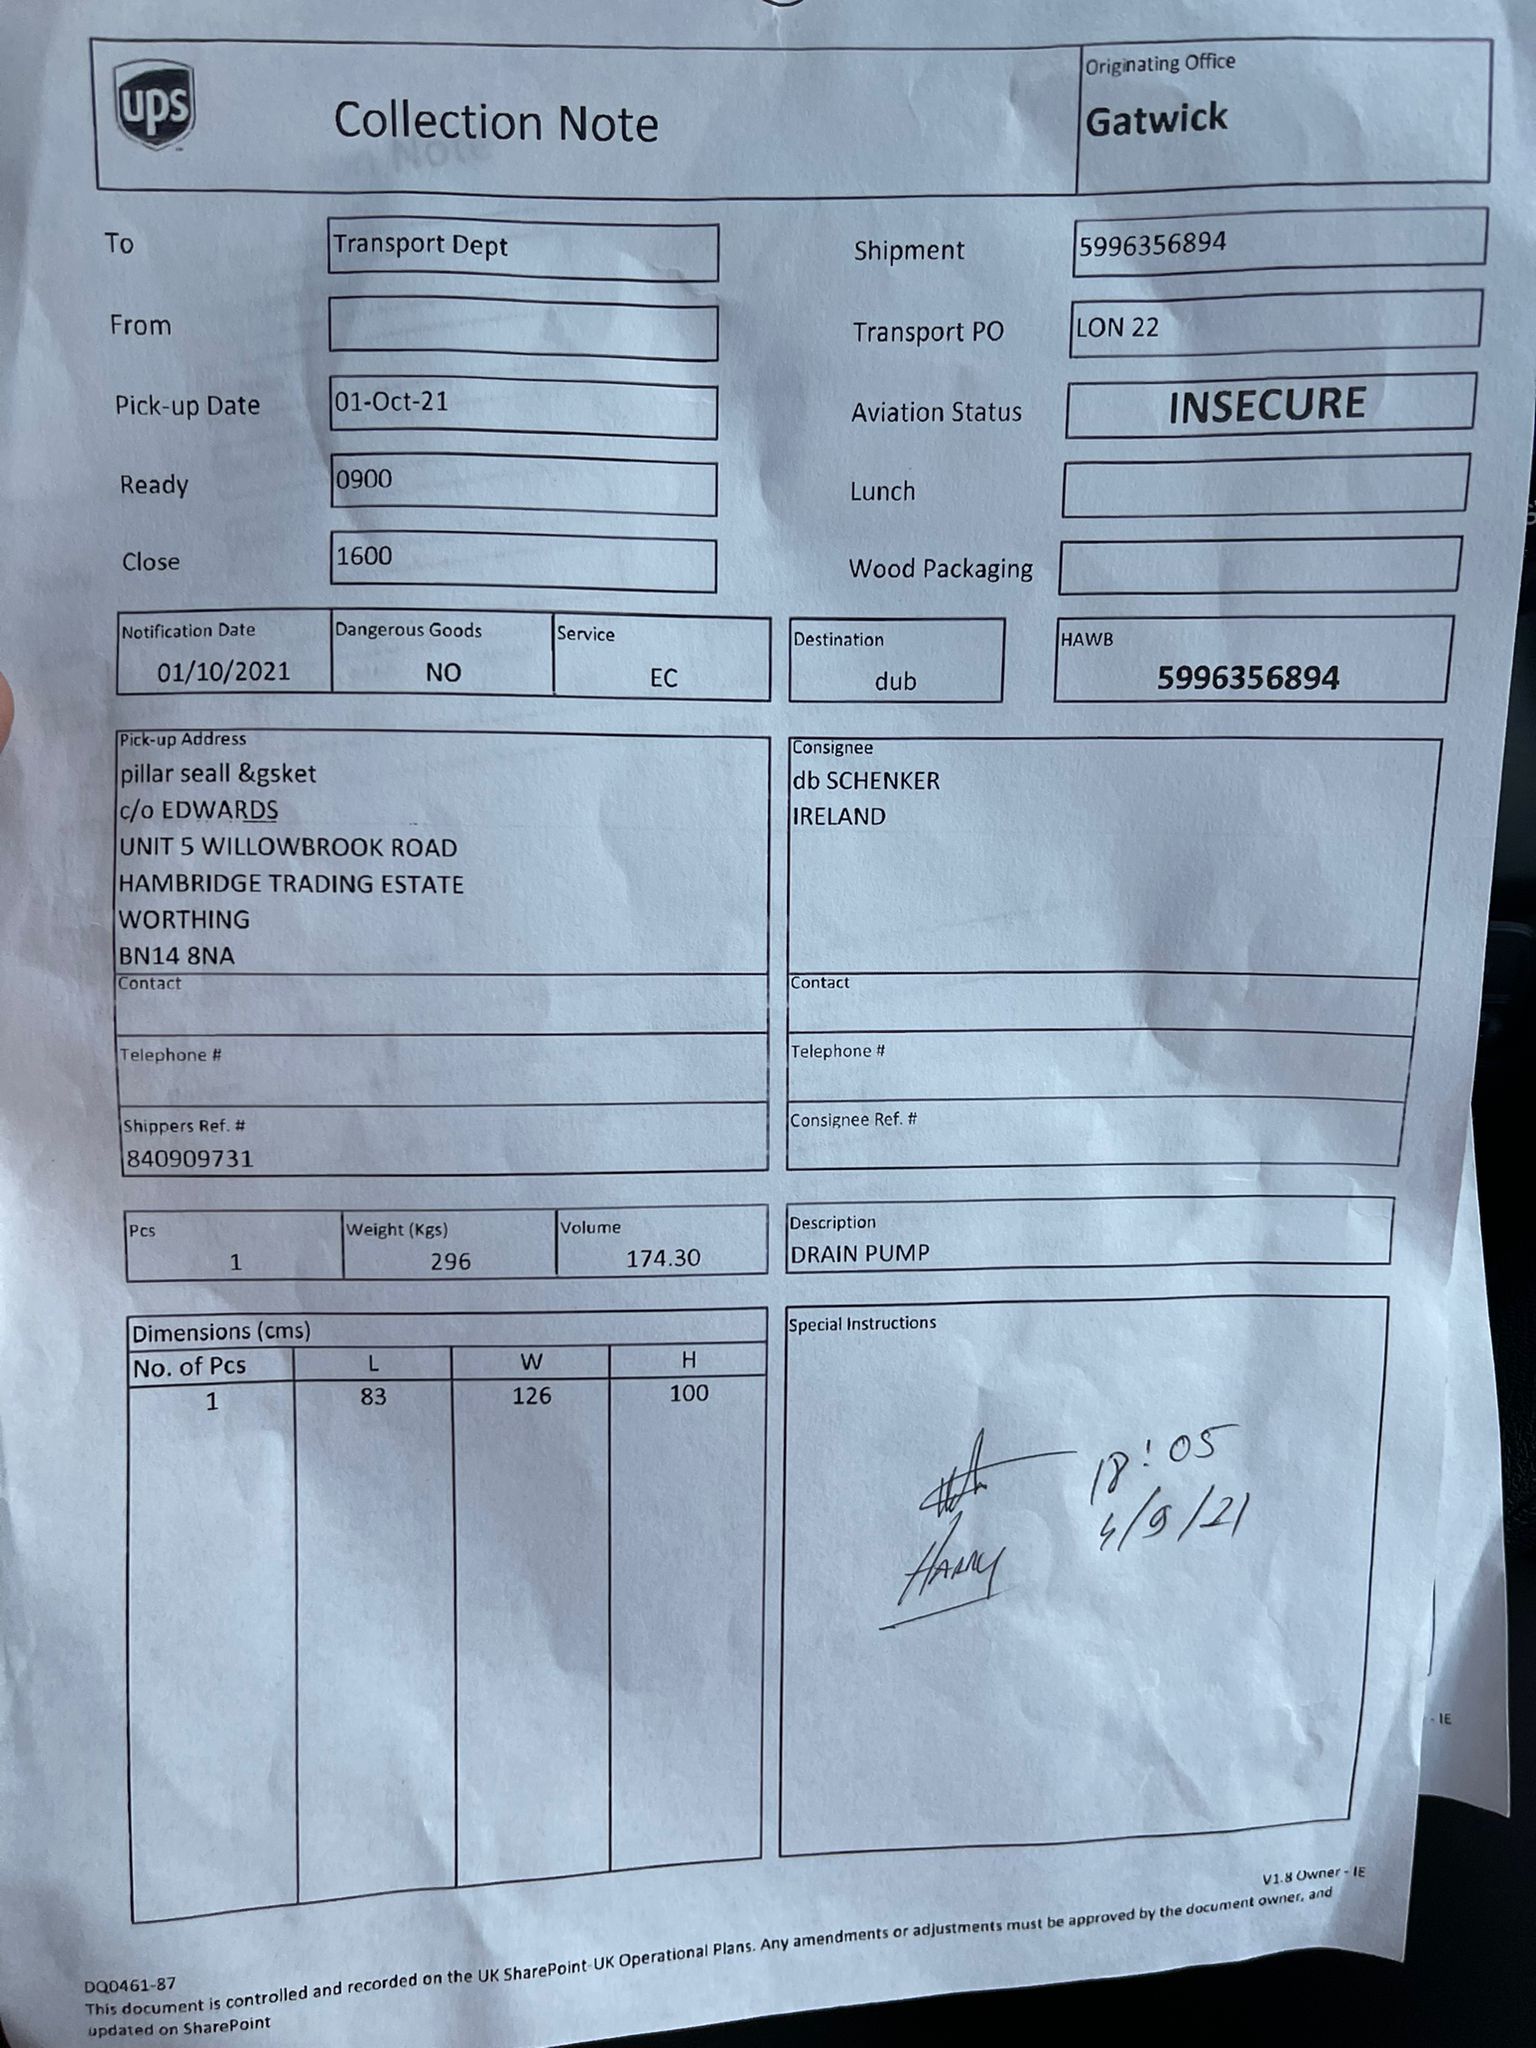 ups
Collection Note
Originating Office
Gatwick
To
Transport Dept
Shipment
5996356894
From
Transport PO
LON 22
Pick-up Date
01-Oct-21
Aviation Status
INSECURE
Ready
0900
Lunch
Close
1600
Wood Packaging
Notification Date
01/10/2021
Dangerous Goods
NO
Service
EC
Destination
dub
HAWB
5996356894
Pick-up Address
pillar seall &gsket
c/o EDWARDS
UNIT 5 WILLOWBROOK ROAD
HAMBRIDGE TRADING ESTATE
WORTHING
BN14 8NA
Contact
Telephone #
Shippers Ref. #
840909731
Consignee
db SCHENKER
IRELAND
Contact
Telephone #
Consignee Ref. #
Pcs
1
Weight (Kgs)
296
Volume
174.30
Description
DRAIN PUMP
Dimensions (cms)
No. of Pcs L W H
1 83 126 100
Special Instructions
18:05
HARRY
V1.8 Owner - IE
- IE
DQ0461-87
This document is controlled and recorded on the UK SharePoint-UK Operational Plans. Any amendments or adjustments must be approved by the document owner, and
updated on SharePoint